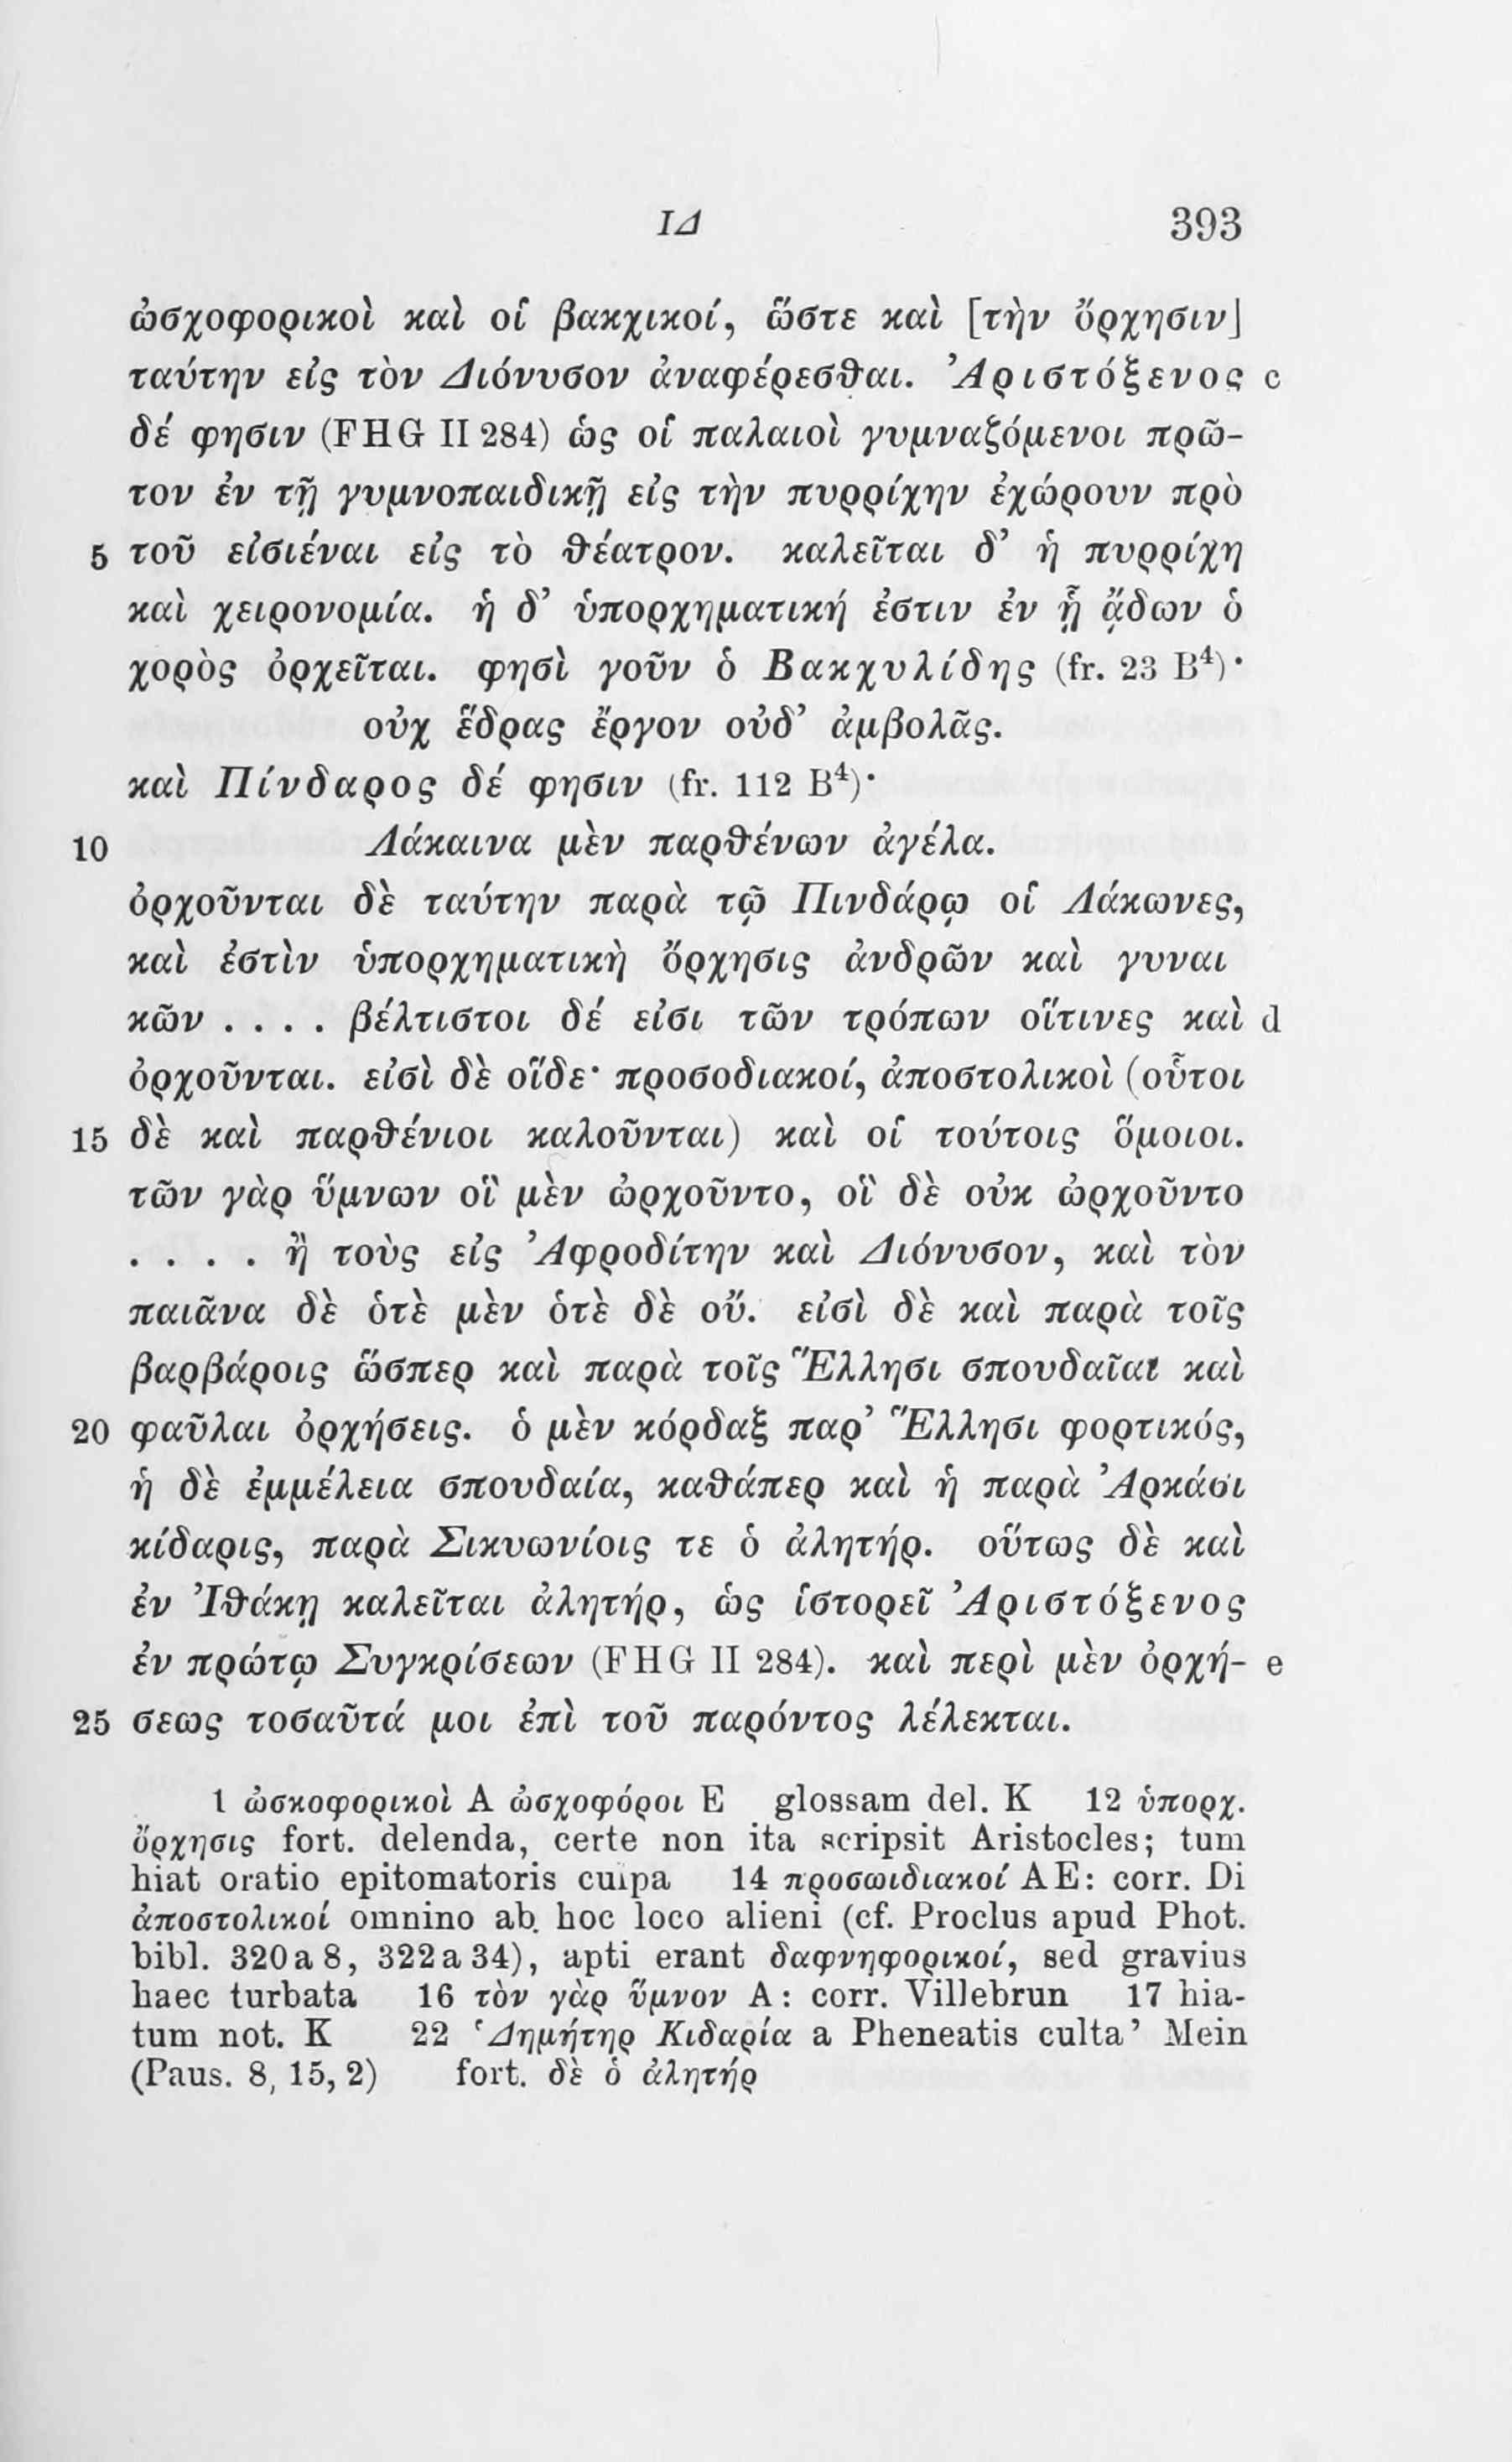 ΙΔ 393
ὠσχοφορικοὶ καὶ οἱ βακχικοί, ὥστε καὶ [τὴν ὄρχησιν]
ταύτην εἰς τὸν Διόνυσον ἀναφέρεσθαι. Ἀριστόξενος c
δέ φησιν (FHG II 284) ὡς οἱ παλαιοὶ γυμναζόμενοι πρῶ-
τον ἐν τῇ γυμνοπαιδικῇ εἰς τὴν πυρρίχην ἐχώρουν πρὸ
5 τοῦ εἰσιέναι εἰς τὸ θέατρον. καλεῖται δ’ ἡ πυρρίχη
καὶ χειρονομία. ἡ δ’ ὑπορχηματική ἐστιν ἐν ᾗ ᾄδων ὁ
χορὸς ὀρχεῖται. φησὶ γοῦν ὁ Βακχυλίδης (fr. 23 B⁴)·
οὐχ ἕδρας ἔργον οὐδ’ ἀμβολᾶς.
καὶ Πίνδαρος δέ φησιν (fr. 112 B⁴)·
10 Λάκαινα μὲν παρθένων ἀγέλα.
ὀρχοῦνται δὲ ταύτην παρὰ τῷ Πινδάρῳ οἱ Λάκωνες,
καὶ ἐστὶν ὑπορχηματικὴ ὄρχησις ἀνδρῶν καὶ γυναι
κῶν . . . . βέλτιστοι δέ εἰσι τῶν τρόπων οἵτινες καὶ d
ὀρχοῦνται. εἰσὶ δὲ οἵδε· προσοδιακοί, ἀποστολικοὶ (οὗτοι
15 δὲ καὶ παρθένιοι καλοῦνται) καὶ οἱ τούτοις ὅμοιοι.
τῶν γὰρ ὕμνων οἳ μὲν ὠρχοῦντο, οἳ δὲ οὐκ ὠρχοῦντο
. . . . ἢ τοὺς εἰς Ἀφροδίτην καὶ Διόνυσον, καὶ τὸν
παιᾶνα δὲ ὁτὲ μὲν ὁτὲ δὲ οὔ. εἰσὶ δὲ καὶ παρὰ τοῖς
βαρβάροις ὥσπερ καὶ παρὰ τοῖς Ἕλλησι σπουδαῖαι καὶ
20 φαῦλαι ὀρχήσεις. ὁ μὲν κόρδαξ παρ’ Ἕλλησι φορτικός,
ἡ δὲ ἐμμέλεια σπουδαία, καθάπερ καὶ ἡ παρὰ Ἀρκάσι
κίδαρις, παρὰ Σικυωνίοις τε ὁ ἀλητήρ. οὕτως δὲ καὶ
ἐν Ἰθάκῃ καλεῖται ἀλητήρ, ὡς ἱστορεῖ Ἀριστόξενος
ἐν πρώτῳ Συγκρίσεων (FHG II 284). καὶ περὶ μὲν ὀρχή- e
25 σεως τοσαῦτά μοι ἐπὶ τοῦ παρόντος λέλεκται.
1 ὠσκοφορικοὶ A ὠσχοφόροι E glossam del. K 12 ὑπορχ.
ὄρχησις fort. delenda, certe non ita scripsit Aristocles; tum
hiat oratio epitomatoris culpa 14 προσωιδιακοί AE: corr. Di
ἀποστολικοί omnino ab hoc loco alieni (cf. Proclus apud Phot.
bibl. 320a8, 322a34), apti erant δαφνηφορικοί, sed gravius
haec turbata 16 τὸν γὰρ ὕμνον A: corr. Villebrun 17 hia-
tum not. K 22 ‘Δημήτηρ Κιδαρία a Pheneatis culta’ Mein
(Paus. 8, 15, 2) fort. δὲ ὁ ἀλητήρ